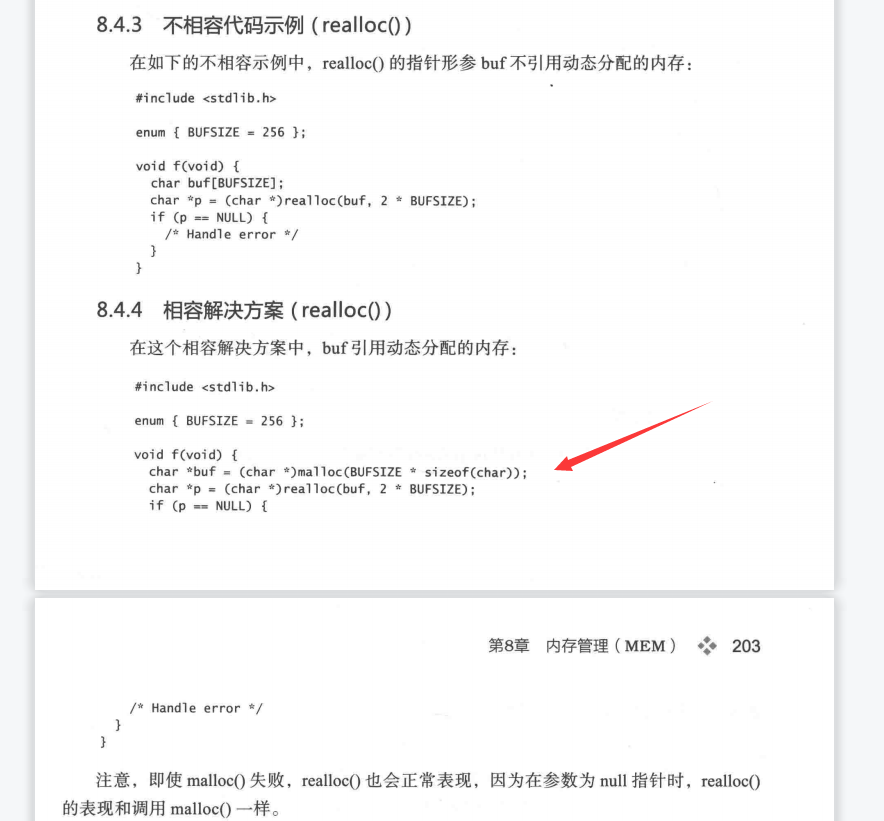 8.4.3 不相容代码示例（realloc()）
在如下的不相容示例中，realloc() 的指针形参 buf 不引用动态分配的内存：
#include <stdlib.h>
enum { BUFSIZE = 256 };
void f(void) {
char buf[BUFSIZE];
char *p = (char *)realloc(buf, 2 * BUFSIZE);
if (p == NULL) {
/* Handle error */
}
}
8.4.4 相容解决方案（realloc()）
在这个相容解决方案中，buf 引用动态分配的内存：
#include <stdlib.h>
enum { BUFSIZE = 256 };
void f(void) {
char *buf = (char *)malloc(BUFSIZE * sizeof(char));
char *p = (char *)realloc(buf, 2 * BUFSIZE);
if (p == NULL) {
第8章 内存管理（MEM） 203
/* Handle error */
}
}
注意，即使 malloc() 失败，realloc() 也会正常表现，因为在参数为 null 指针时，realloc()
的表现和调用 malloc() 一样。